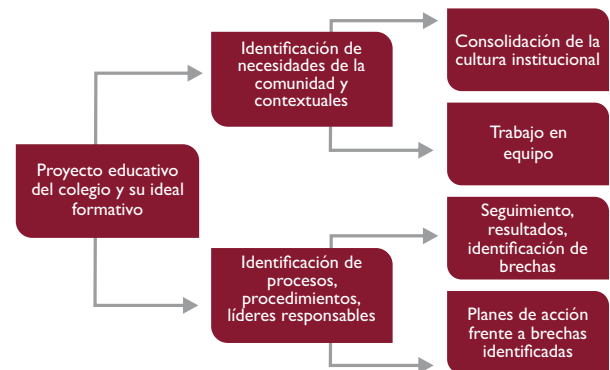 Proyecto educativo
del colegio y su ideal
formativo
Identificación de
necesidades de la
comunidad y
contextuales
Consolidación de la
cultura institucional
Trabajo en
equipo
Identificación de
procesos,
procedimientos,
líderes responsables
Seguimiento,
resultados,
identificación de
brechas
Planes de acción
frente a brechas
identificadas